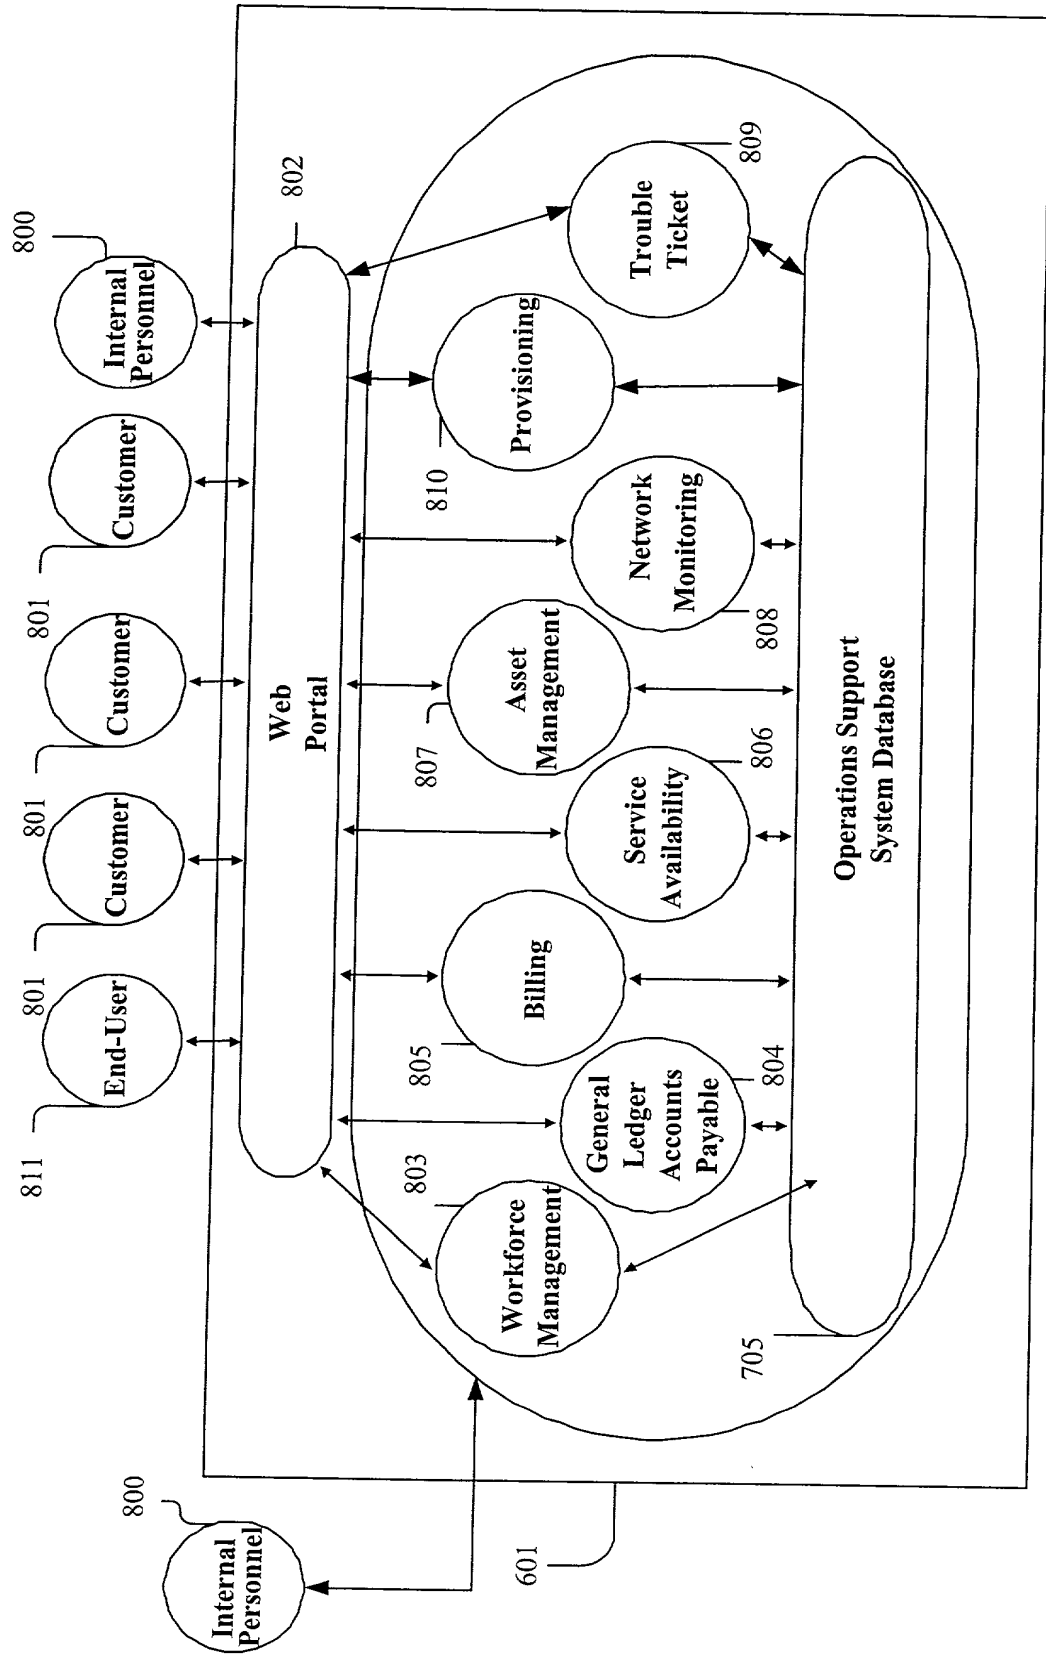 811
801
801
801
800
End-User
Customer
Customer
Customer
Internal
Personnel
802
Web
Portal
800
Internal
Personnel
803
Workforce
Management
805
Billing
807
Asset
Management
810
Provisioning
General
Ledger
Accounts
Payable
804
Service
Availability
806
Network
Monitoring
808
Trouble
Ticket
809
601
705
Operations Support
System Database